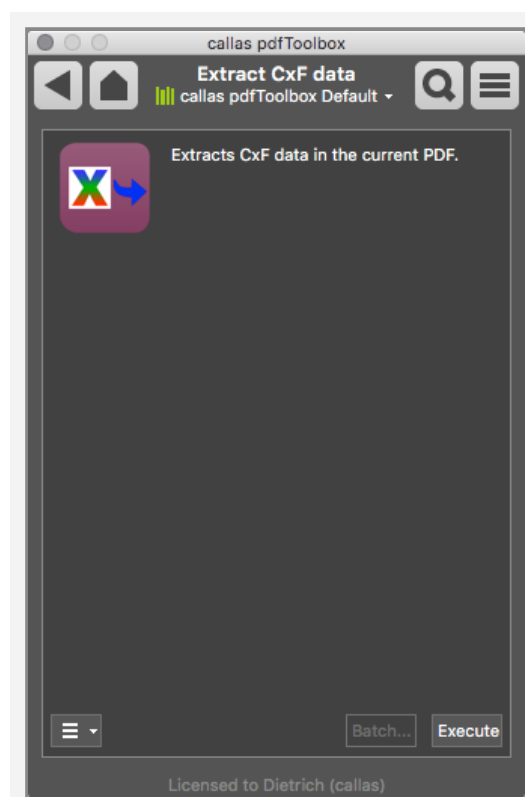 callas pdfToolbox
Extract CxF data
callas pdfToolbox Default
Extracts CxF data in the current PDF.
X
Batch...
Execute
Licensed to Dietrich (callas)